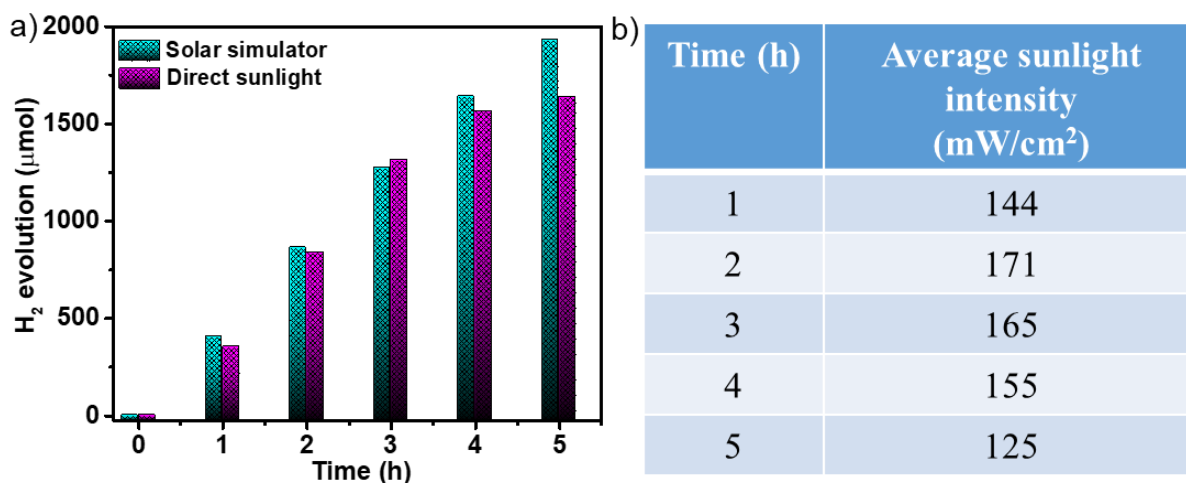 a)
2000
1500
1000
500
0
H₂ evolution (μmol)
Solar simulator
Direct sunlight
0 1 2 3 4 5
Time (h)
b)
Time (h) Average sunlight
intensity
(mW/cm²)
1 144
2 171
3 165
4 155
5 125